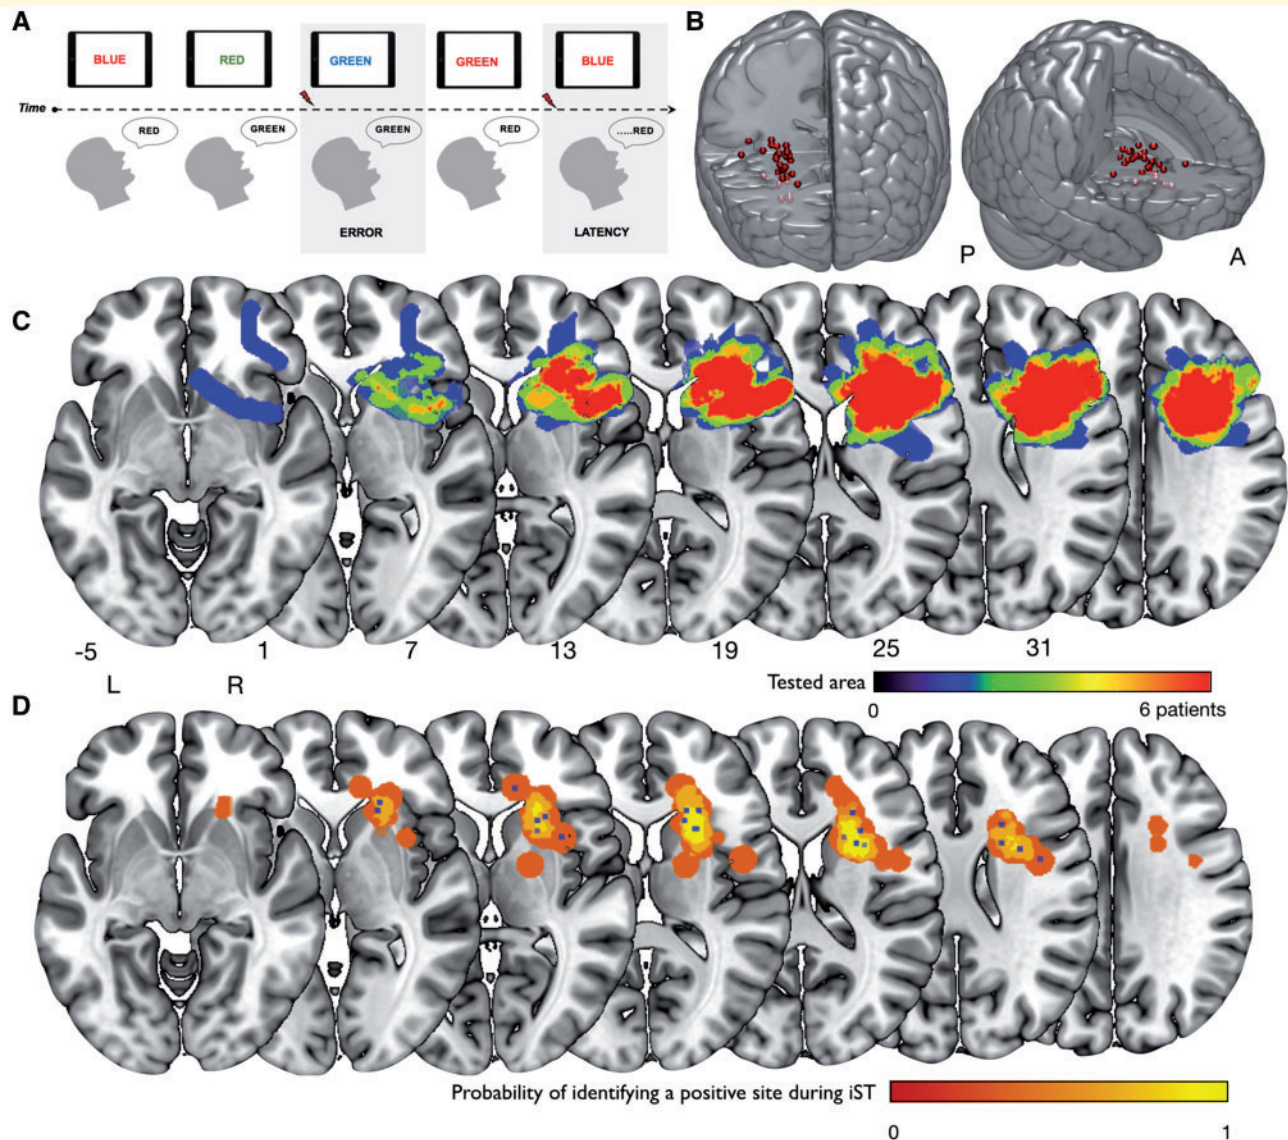 A
B
BLUE
RED
GREEN
GREEN
BLUE
Time
RED
GREEN
GREEN
RED
.....RED
ERROR
LATENCY
P
A
C
-5
1
7
13
19
25
31
L
R
Tested area
0
6 patients
D
Probability of identifying a positive site during iST
0
1